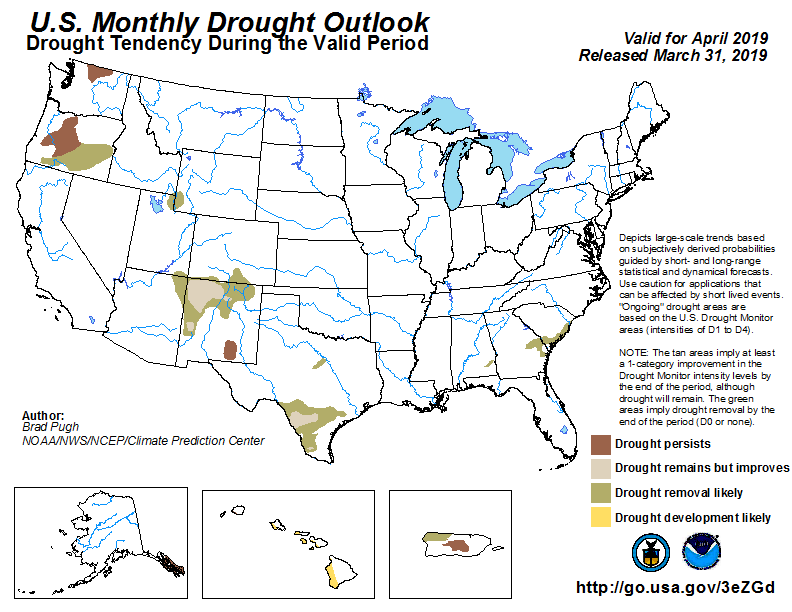 U.S. Monthly Drought Outlook
Drought Tendency During the Valid Period
Valid for April 2019
Released March 31, 2019
Depicts large-scale trends based
on subjectively derived probabilities
guided by short- and long-range
statistical and dynamical forecasts.
Use caution for applications that
can be affected by short lived events.
"Ongoing" drought areas are
based on the U.S. Drought Monitor
areas (intensities of D1 to D4).
NOTE: The tan areas imply at least
a 1-category improvement in the
Drought Monitor intensity levels by
the end of the period, although
drought will remain. The green
areas imply drought removal by the
end of the period (D0 or none).
Author:
Brad Pugh
NOAA/NWS/NCEP/Climate Prediction Center
Drought persists
Drought remains but improves
Drought removal likely
Drought development likely
http://go.usa.gov/3eZGd